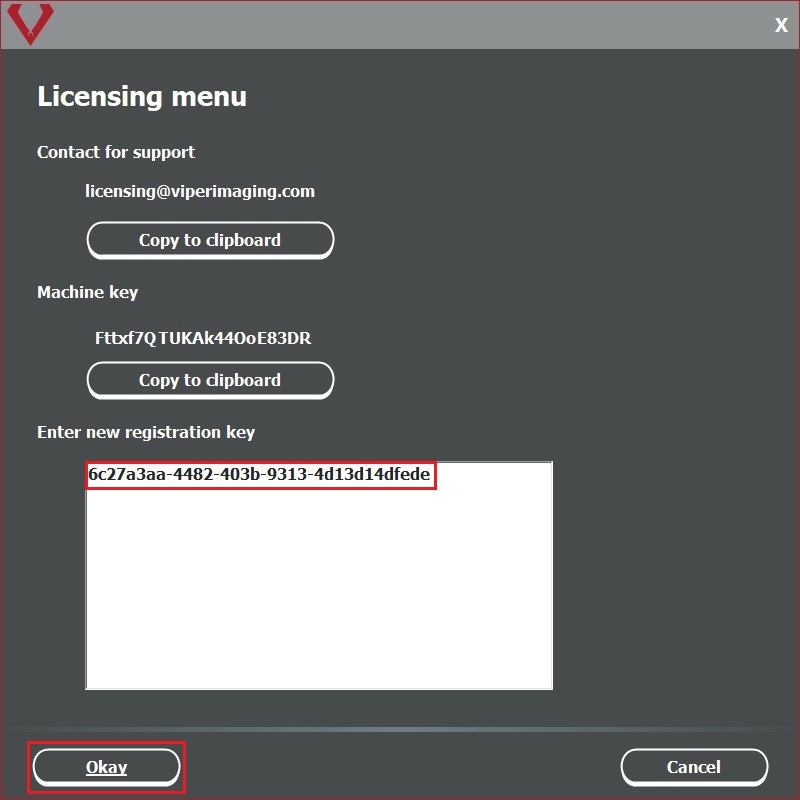 X
Licensing menu
Contact for support
licensing@viperimaging.com
Copy to clipboard
Machine key
Fttxf7QTUKAk44OoE83DR
Copy to clipboard
Enter new registration key
6c27a3aa-4482-403b-9313-4d13d14dfede
Okay
Cancel